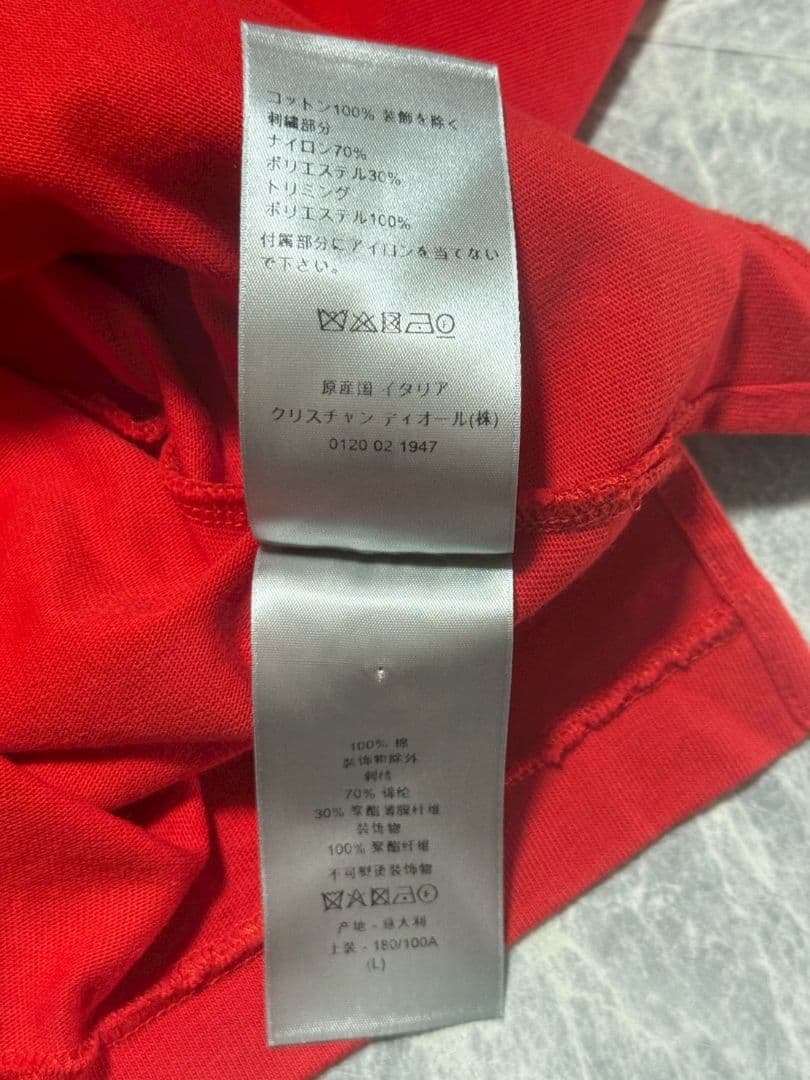 コットン100% 装飾を除く
刺繍部分
ナイロン70%
ポリエステル30%
トリミング
ポリエステル100%
付属部分にアイロンを当てない
で下さい。
原産国 イタリア
クリスチャン ディオール(株)
0120 02 1947
100% 棉
装饰物除外
刺绣
70% 锦纶
30% 聚酯薄膜纤维
装饰物
100% 聚酯纤维
不可熨烫装饰物
产地 - 意大利
上装 - 180/100A
(L)